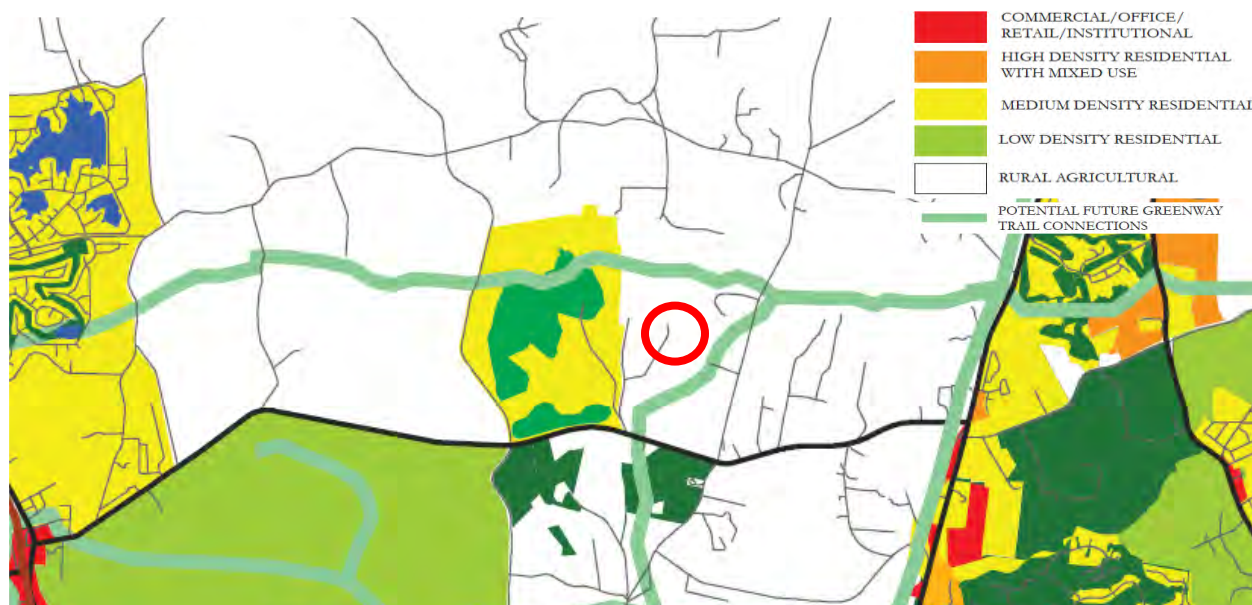 COMMERCIAL/OFFICE/
RETAIL/INSTITUTIONAL
HIGH DENSITY RESIDENTIAL
WITH MIXED USE
MEDIUM DENSITY RESIDENTIAL
LOW DENSITY RESIDENTIAL
RURAL AGRICULTURAL
POTENTIAL FUTURE GREENWAY
TRAIL CONNECTIONS